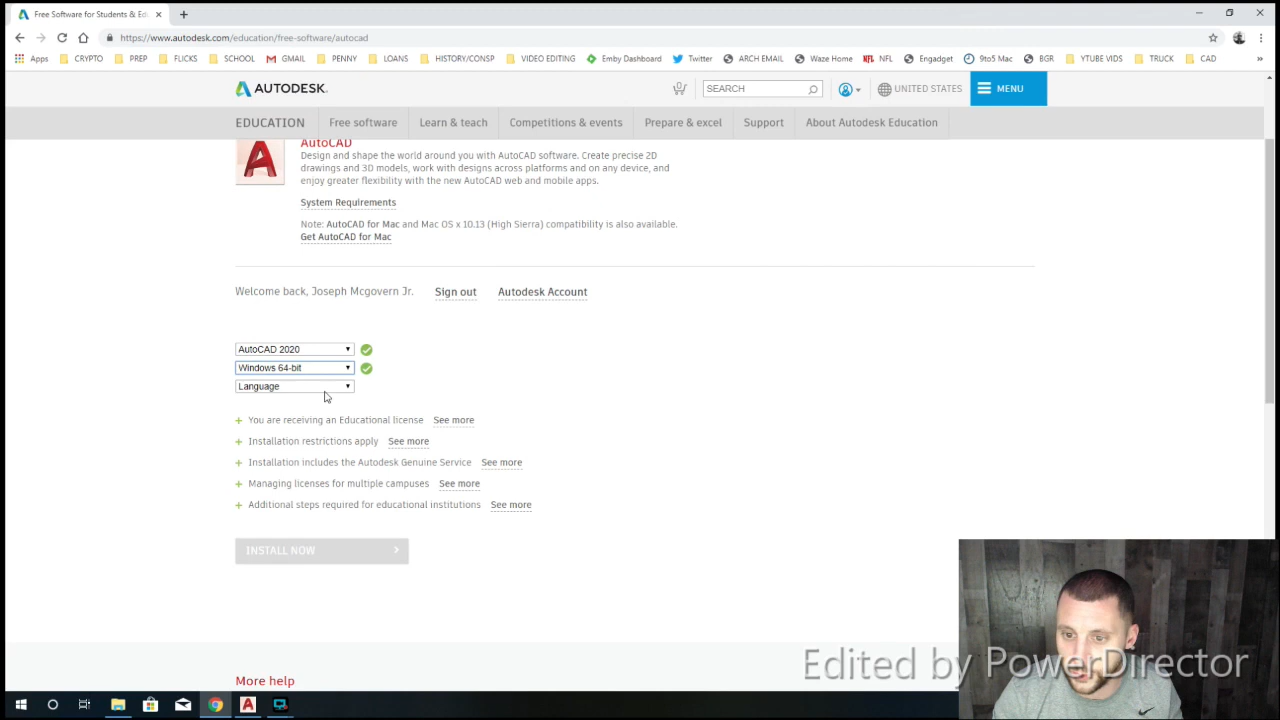 Free Software for Students & Ed
https://www.autodesk.com/education/free-software/autocad
Apps CRYPTO PREP FLICKS SCHOOL GMAIL PENNY LOANS HISTORY/CONSP VIDEO EDITING Emby Dashboard Twitter ARCH EMAIL Waze Home NFL Engadget 9to5 Mac BGR YTUBE VIDS TRUCK CAD »
AUTODESK. SEARCH UNITED STATES MENU
EDUCATION Free software Learn & teach Competitions & events Prepare & excel Support About Autodesk Education
AutoCAD
Design and shape the world around you with AutoCAD software. Create precise 2D
drawings and 3D models, work with designs across platforms and on any device, and
enjoy greater flexibility with the new AutoCAD web and mobile apps.
System Requirements
Note: AutoCAD for Mac and Mac OS x 10.13 (High Sierra) compatibility is also available.
Get AutoCAD for Mac
Welcome back, Joseph Mcgovern Jr. Sign out Autodesk Account
AutoCAD 2020
Windows 64-bit
Language
+ You are receiving an Educational license See more
+ Installation restrictions apply See more
+ Installation includes the Autodesk Genuine Service See more
+ Managing licenses for multiple campuses See more
+ Additional steps required for educational institutions See more
INSTALL NOW
Edited by PowerDirector
More help